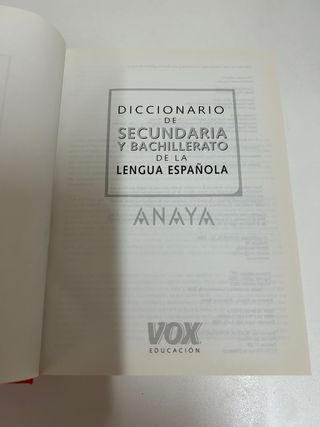 DICCIONARIO
DE
SECUNDARIA
Y BACHILLERATO
DE LA
LENGUA ESPAÑOLA
ANAYA
VOX
EDUCACIÓN